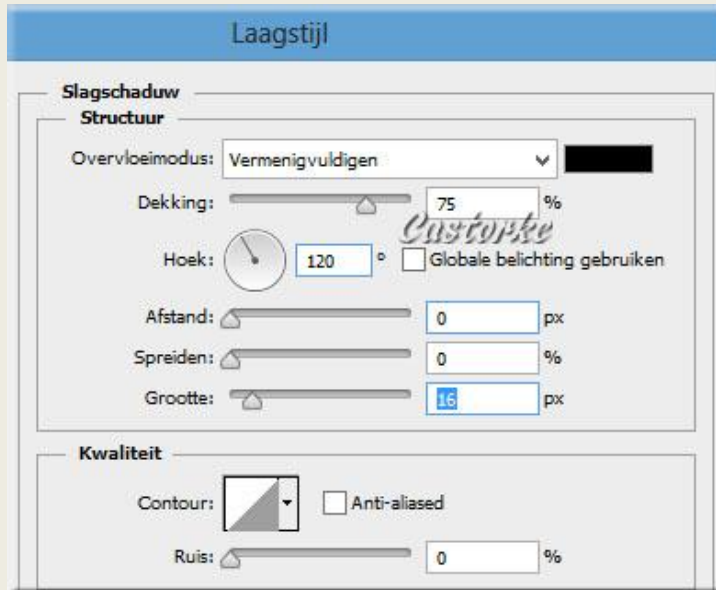 Laagstijl
Slagschaduw
Structuur
Overvloeimodus: Vermenigvuldigen
Dekking: 75 %
Castorke
Hoek: 120 ° Globale belichting gebruiken
Afstand: 0 px
Spreiden: 0 %
Grootte: 16 px
Kwaliteit
Contour: Anti-aliased
Ruis: 0 %